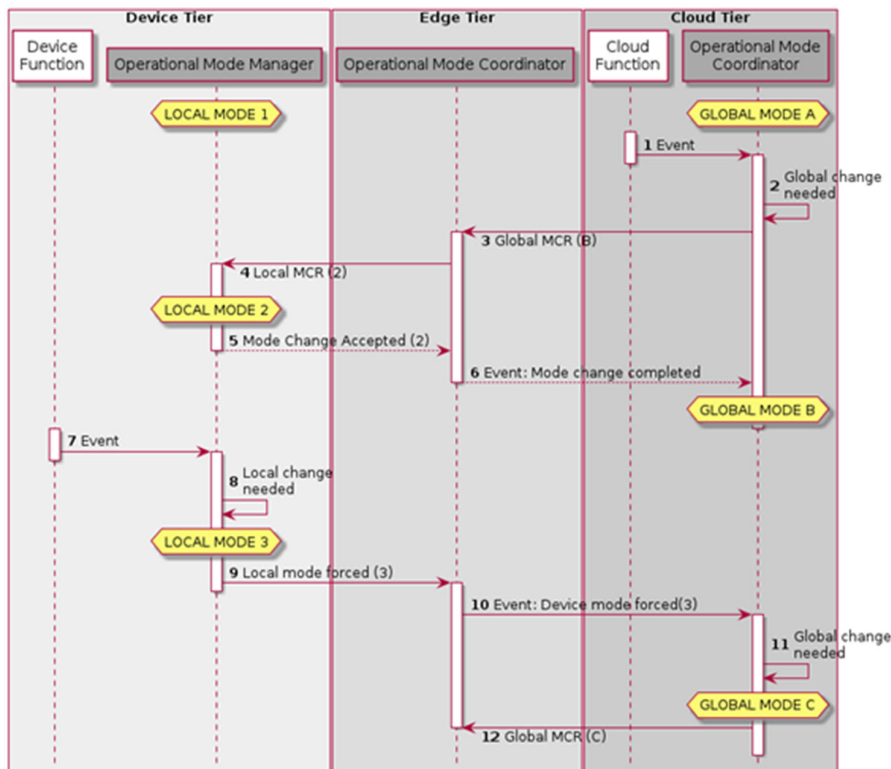 Device Tier
Edge Tier
Cloud Tier
Device
Function
Operational Mode Manager
Operational Mode Coordinator
Cloud
Function
Operational Mode
Coordinator
LOCAL MODE 1
GLOBAL MODE A
1 Event
2 Global change
needed
3 Global MCR (B)
4 Local MCR (2)
LOCAL MODE 2
5 Mode Change Accepted (2)
6 Event: Mode change completed
GLOBAL MODE B
7 Event
8 Local change
needed
LOCAL MODE 3
9 Local mode forced (3)
10 Event: Device mode forced(3)
11 Global change
needed
GLOBAL MODE C
12 Global MCR (C)